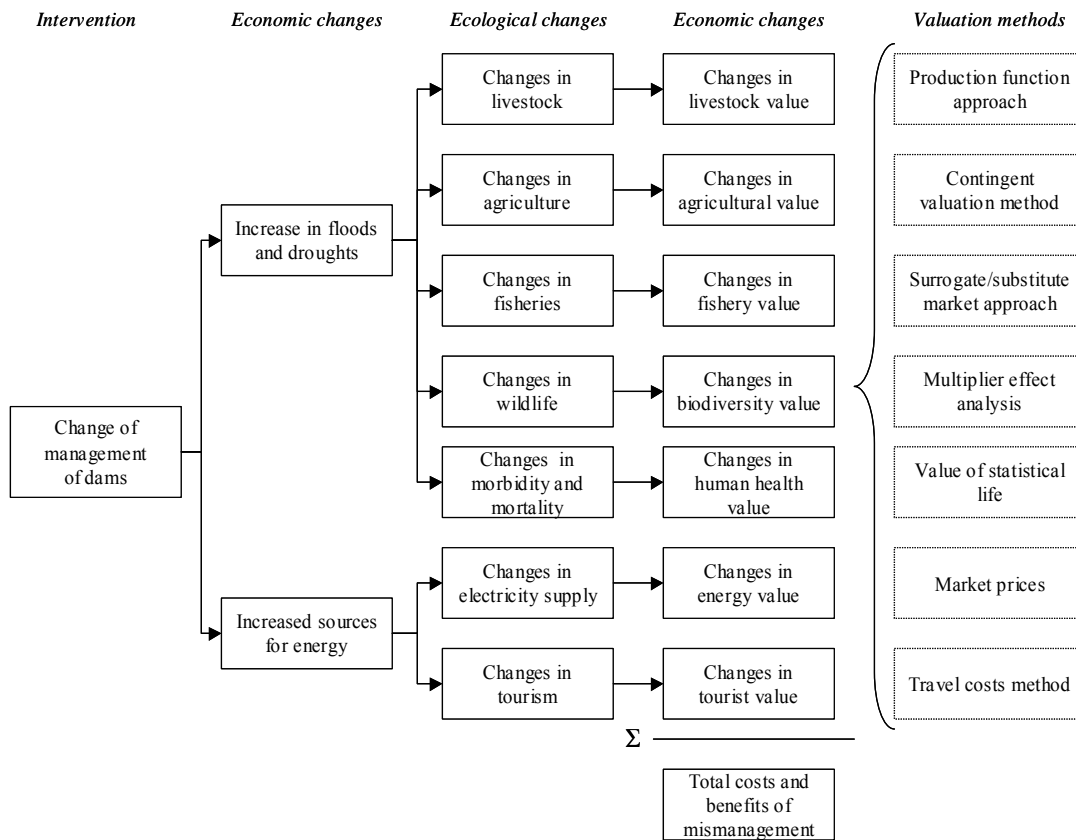 Intervention
Economic changes
Ecological changes
Economic changes
Valuation methods
Changes in
livestock
Changes in
livestock value
Production function
approach
Changes in
agriculture
Changes in
agricultural value
Contingent
valuation method
Increase in floods
and droughts
Changes in
fisheries
Changes in
fishery value
Surrogate/substitute
market approach
Changes in
wildlife
Changes in
biodiversity value
Multiplier effect
analysis
Change of
management
of dams
Changes in
morbidity and
mortality
Changes in
human health
value
Value of statistical
life
Changes in
electricity supply
Changes in
energy value
Market prices
Increased sources
for energy
Changes in
tourism
Changes in
tourist value
Travel costs method
Σ
Total costs and
benefits of
mismanagement